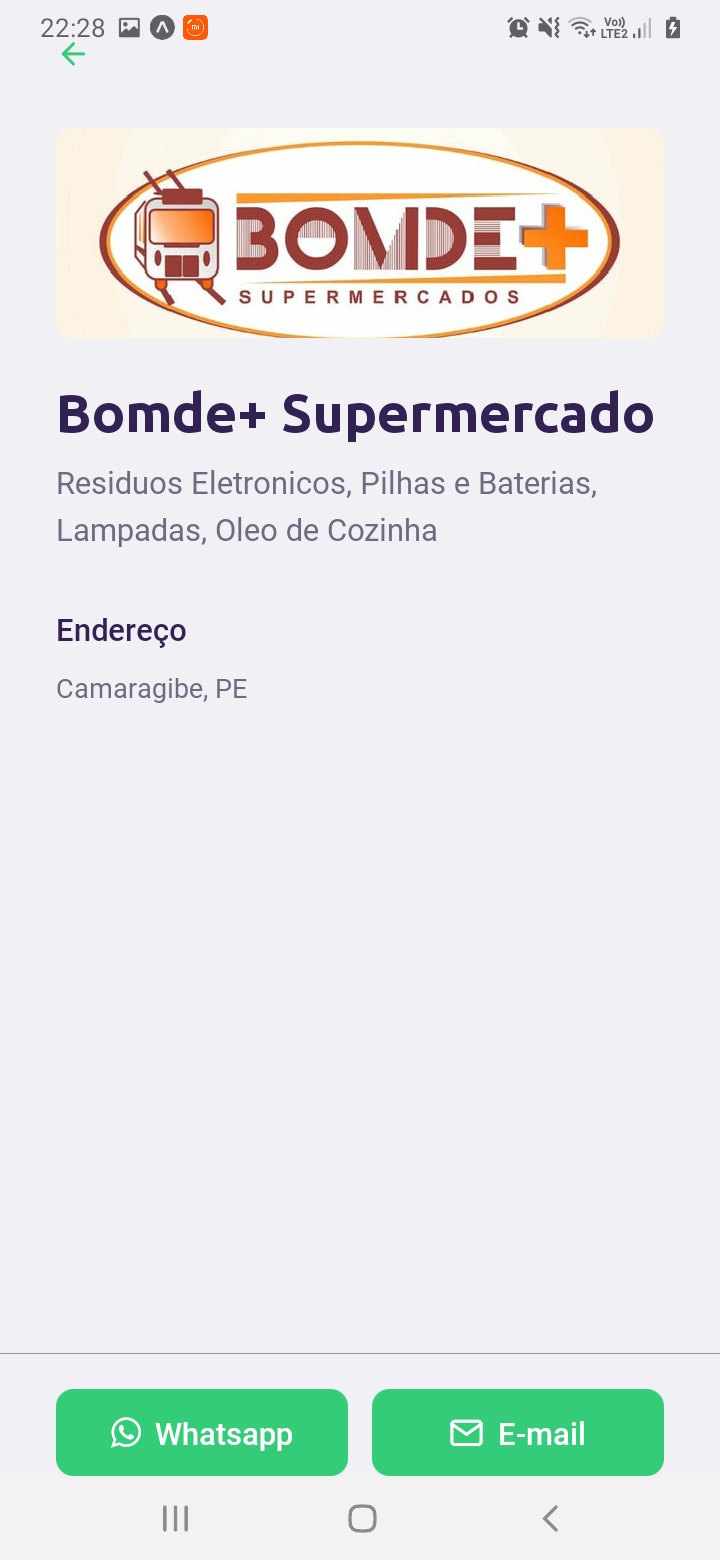 22:28
Vo)) LTE2
BOMDE+
SUPERMERCADOS
Bomde+ Supermercado
Residuos Eletronicos, Pilhas e Baterias,
Lampadas, Oleo de Cozinha
Endereço
Camaragibe, PE
Whatsapp E-mail